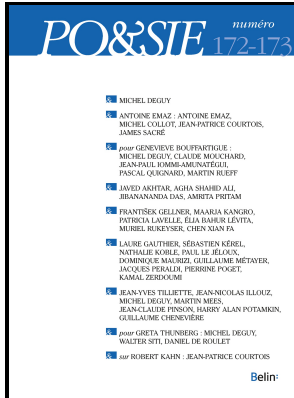 PO&SIE
numéro
172-173
& MICHEL DEGUY
& ANTOINE EMAZ : ANTOINE EMAZ,
MICHEL COLLOT, JEAN-PATRICE COURTOIS,
JAMES SACRÉ
& pour GENEVIEVE BOUFFARTIGUE :
MICHEL DEGUY, CLAUDE MOUCHARD,
JEAN-PAUL IOMMI-AMUNATÉGUI,
PASCAL QUIGNARD, MARTIN RUEFF
& JAVED AKHTAR, AGHA SHAHID ALI,
JIBANANANDA DAS, AMRITA PRITAM
& FRANTIŠEK GELLNER, MAARJA KANGRO,
PATRICIA LAVELLE, ÉLIA BAHUR LÉVITA,
MURIEL RUKEYSER, CHEN XIAN FA
& LAURE GAUTHIER, SÉBASTIEN KÉREL,
NATHALIE KOBLE, PAUL LE JÉLOUX,
DOMINIQUE MAURIZI, GUILLAUME MÉTAYER,
JACQUES PERALDI, PIERRINE POGET,
KAMAL ZERDOUMI
& JEAN-YVES TILLIETTE, JEAN-NICOLAS ILLOUZ,
MICHEL DEGUY, MARTIN MEES,
JEAN-CLAUDE PINSON, HARRY ALAN POTAMKIN,
GUILLAUME CHENEVIÈRE
& pour GRETA THUNBERG : MICHEL DEGUY,
WALTER SITI, DANIEL DE ROULET
& sur ROBERT KAHN : JEAN-PATRICE COURTOIS
Belin: